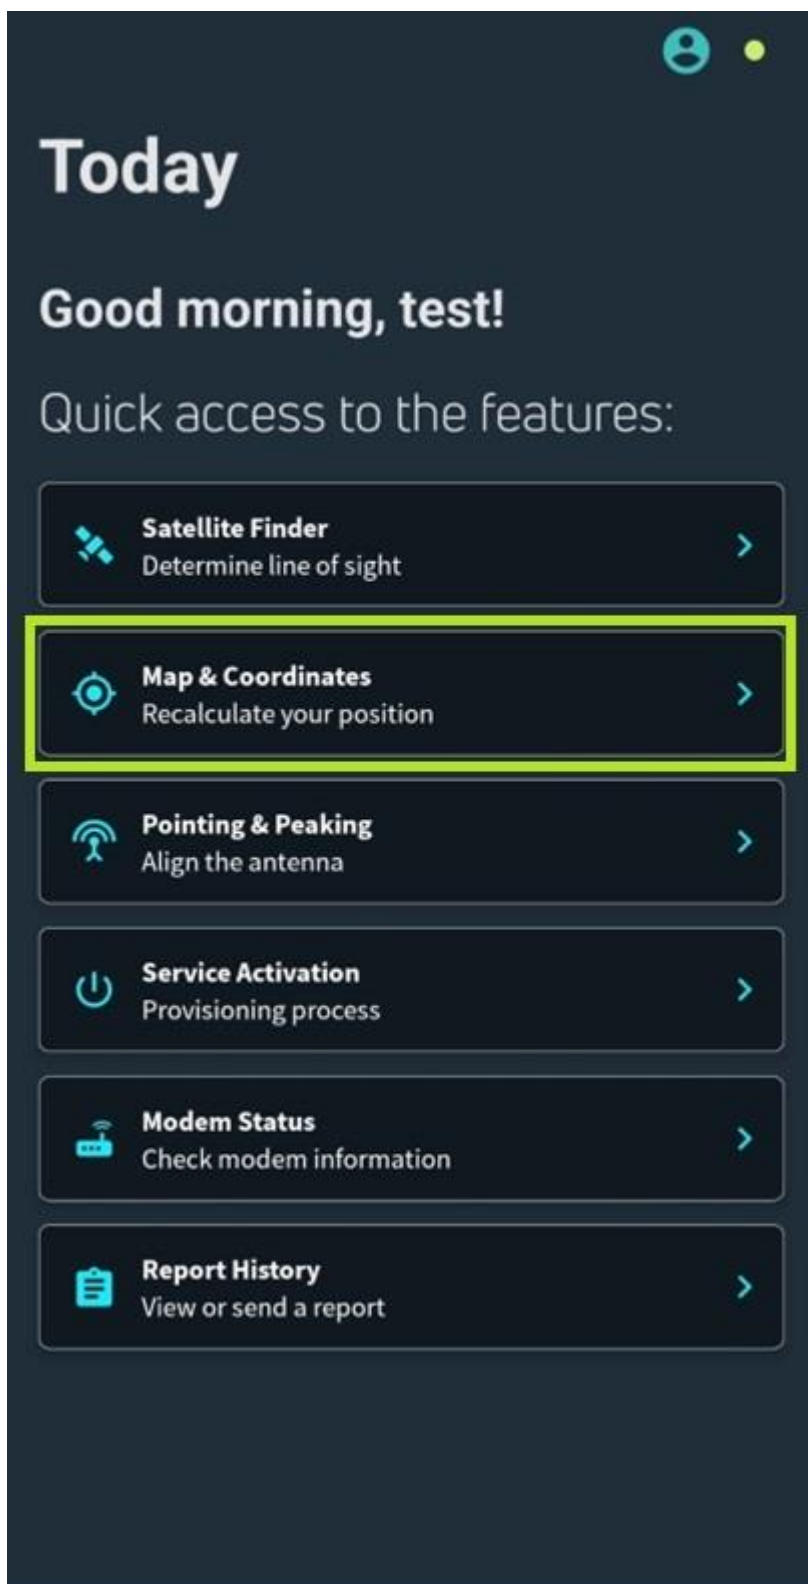 Today
Good morning, test!
Quick access to the features:
Satellite Finder
Determine line of sight
Map & Coordinates
Recalculate your position
Pointing & Peaking
Align the antenna
Service Activation
Provisioning process
Modem Status
Check modem information
Report History
View or send a report